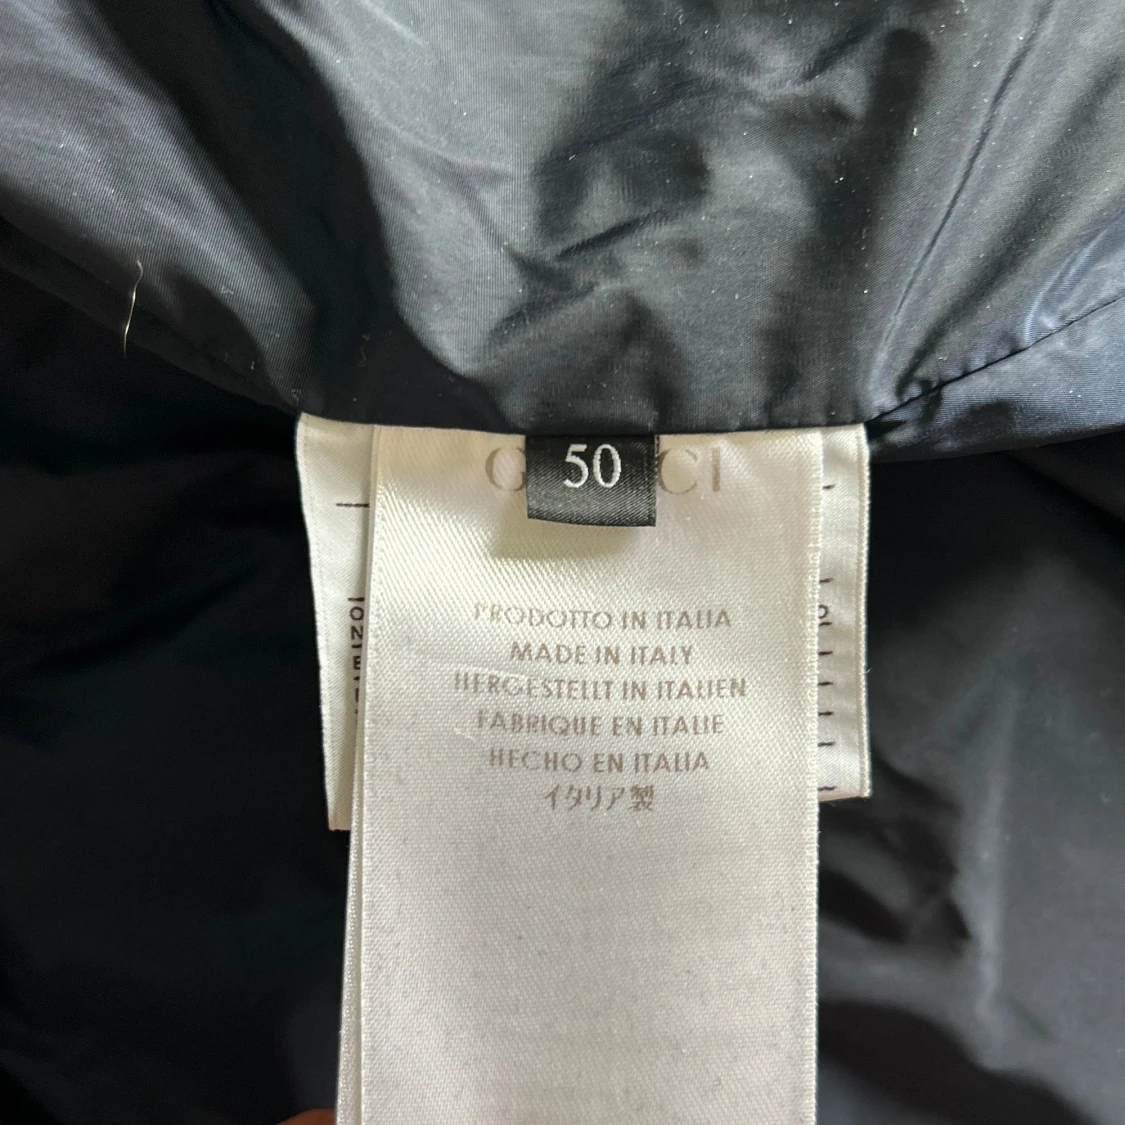 50
G CI
PRODOTTO IN ITALIA
MADE IN ITALY
HERGESTELLT IN ITALIEN
FABRIQUE EN ITALIE
HECHO EN ITALIA
イタリア製